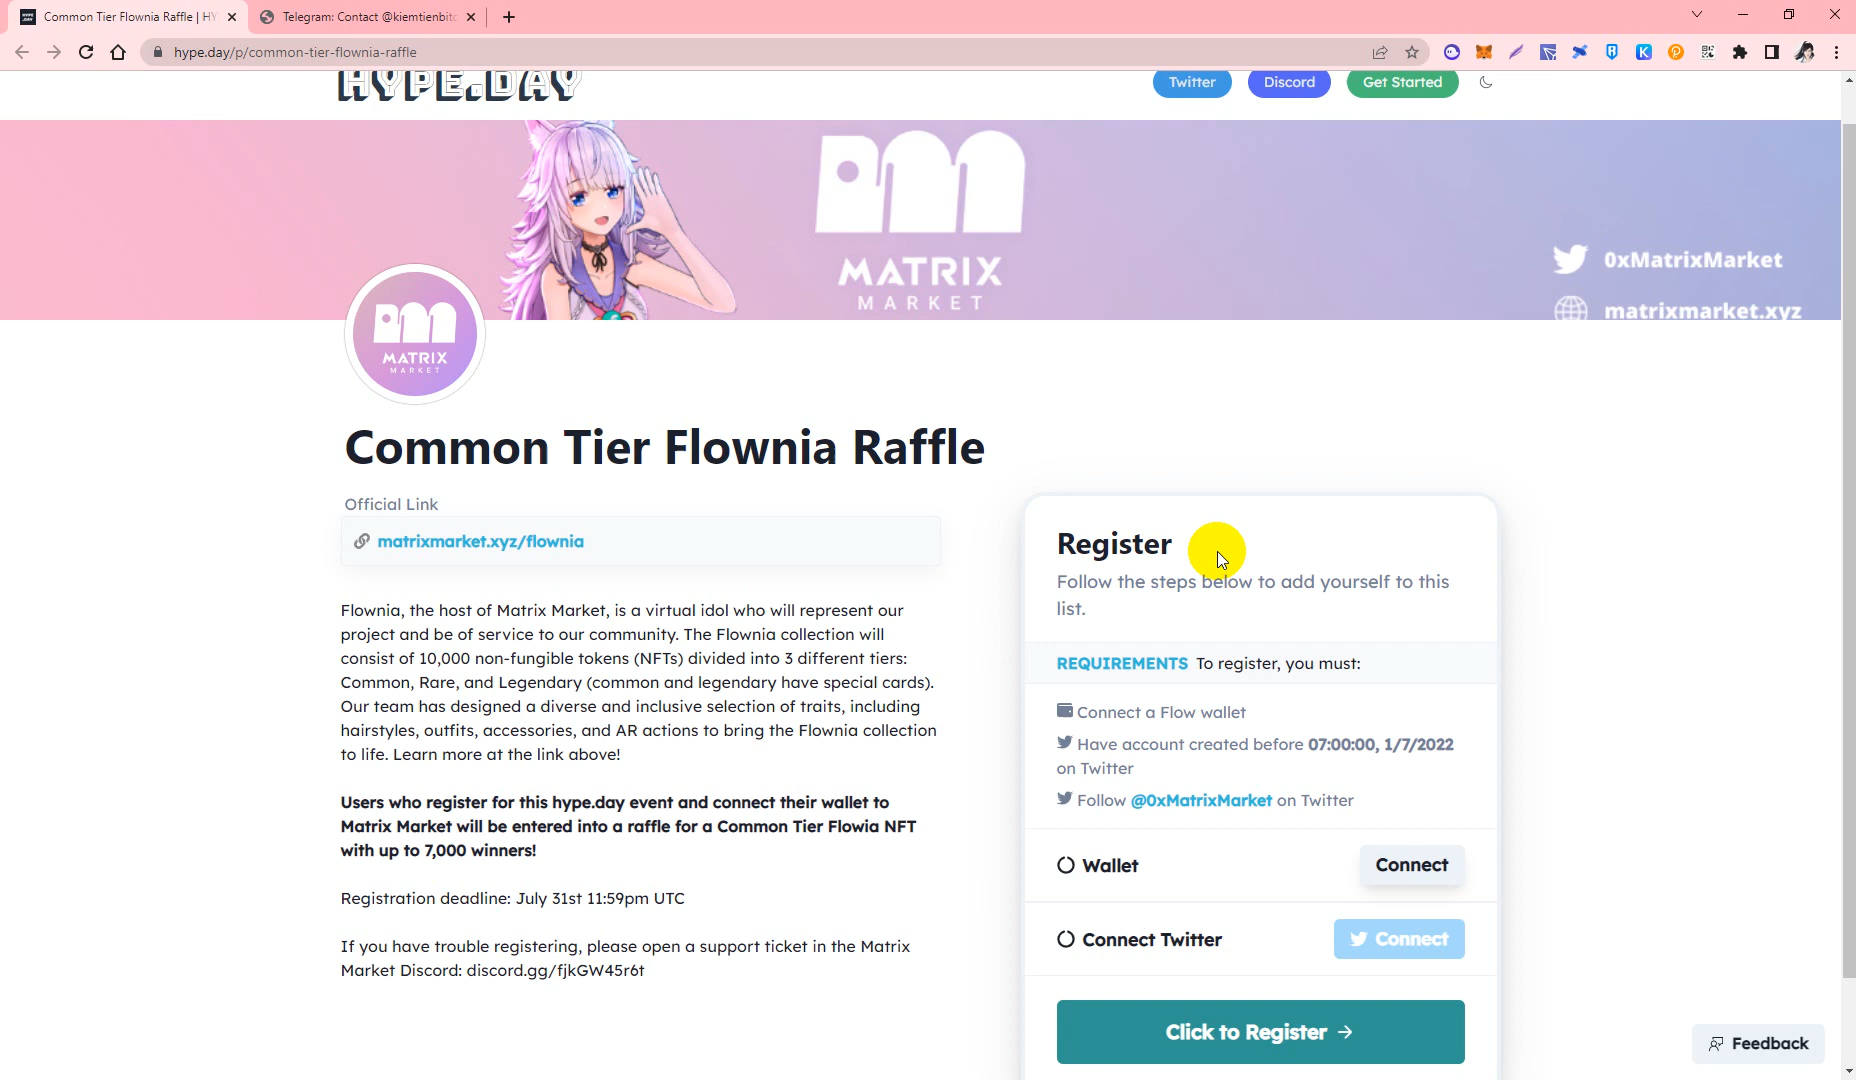 Common Tier Flownia Raffle | HY
Telegram: Contact @kiemtienbitc
hype.day/p/common-tier-flownia-raffle
HYPE.DAY
Twitter
Discord
Get Started
MATRIX
MARKET
0xMatrixMarket
matrixmarket.xyz
MATRIX
MARKET
Common Tier Flownia Raffle
Official Link
matrixmarket.xyz/flownia
Flownia, the host of Matrix Market, is a virtual idol who will represent our
project and be of service to our community. The Flownia collection will
consist of 10,000 non-fungible tokens (NFTs) divided into 3 different tiers:
Common, Rare, and Legendary (common and legendary have special cards).
Our team has designed a diverse and inclusive selection of traits, including
hairstyles, outfits, accessories, and AR actions to bring the Flownia collection
to life. Learn more at the link above!
Users who register for this hype.day event and connect their wallet to
Matrix Market will be entered into a raffle for a Common Tier Flowia NFT
with up to 7,000 winners!
Registration deadline: July 31st 11:59pm UTC
If you have trouble registering, please open a support ticket in the Matrix
Market Discord: discord.gg/fjkGW45r6t
Register
Follow the steps below to add yourself to this
list.
REQUIREMENTS To register, you must:
Connect a Flow wallet
Have account created before 07:00:00, 1/7/2022
on Twitter
Follow @0xMatrixMarket on Twitter
Wallet
Connect
Connect Twitter
Connect
Click to Register →
Feedback